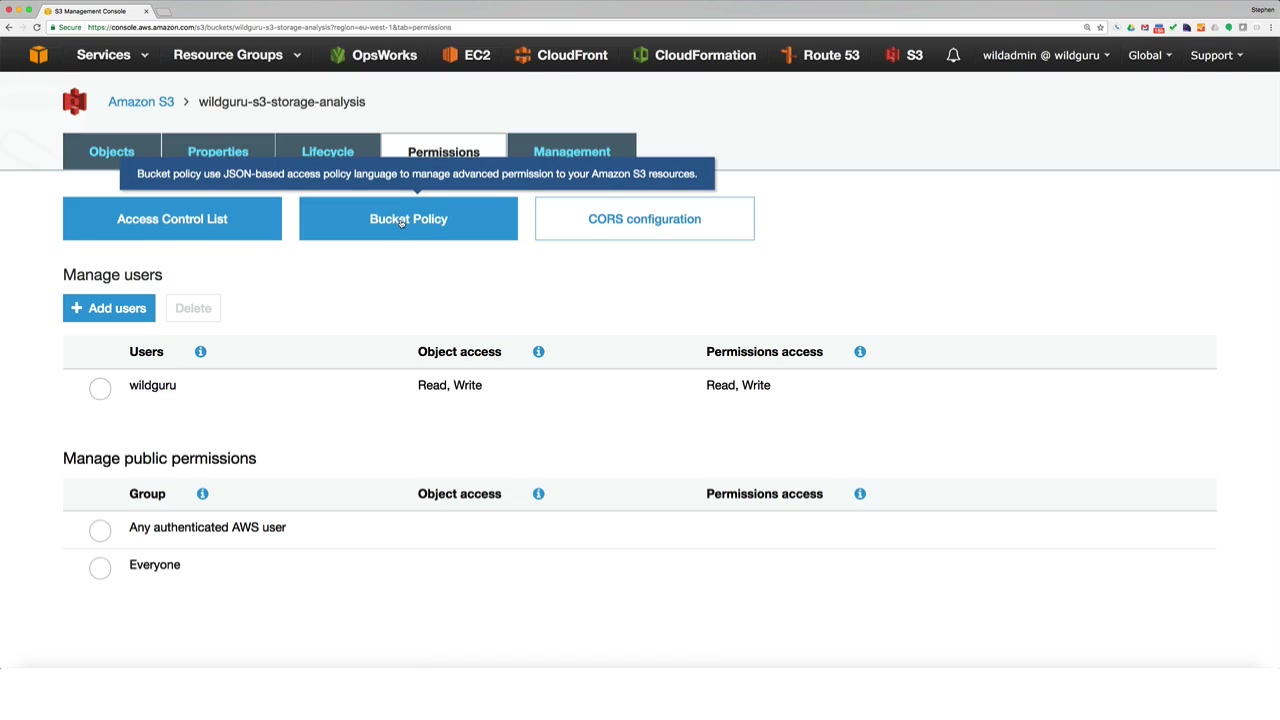 S3 Management Console
Stephen
Secure
https://console.aws.amazon.com/s3/buckets/wildguru-s3-storage-analysis?region=eu-west-1&tab=permissions
Services
Resource Groups
OpsWorks
EC2
CloudFront
CloudFormation
Route 53
S3
wildadmin @ wildguru
Global
Support
Amazon S3 > wildguru-s3-storage-analysis
Objects
Properties
Lifecycle
Permissions
Management
Bucket policy use JSON-based access policy language to manage advanced permission to your Amazon S3 resources.
Access Control List
Bucket Policy
CORS configuration
Manage users
+ Add users
Delete
Users
Object access
Permissions access
wildguru
Read, Write
Read, Write
Manage public permissions
Group
Object access
Permissions access
Any authenticated AWS user
Everyone